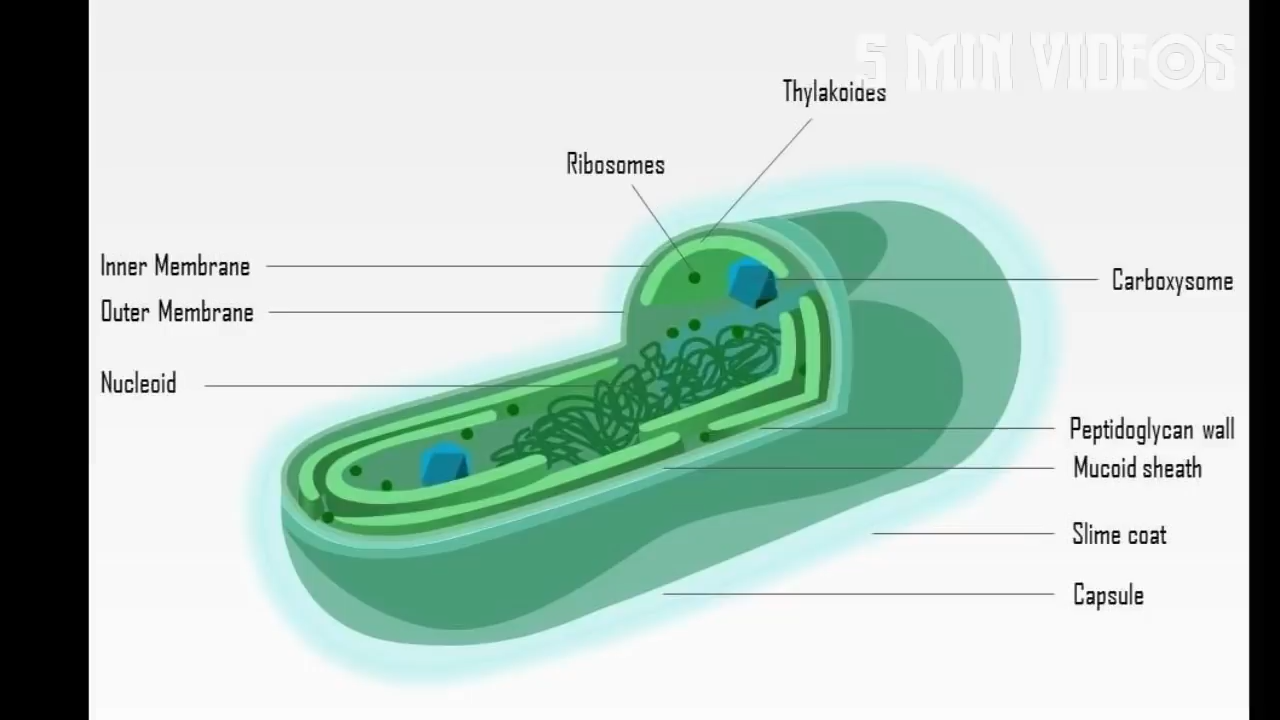 5 MIN VIDEOS
Thylakoides
Ribosomes
Inner Membrane
Carboxysome
Outer Membrane
Nucleoid
Peptidoglycan wall
Mucoid sheath
Slime coat
Capsule